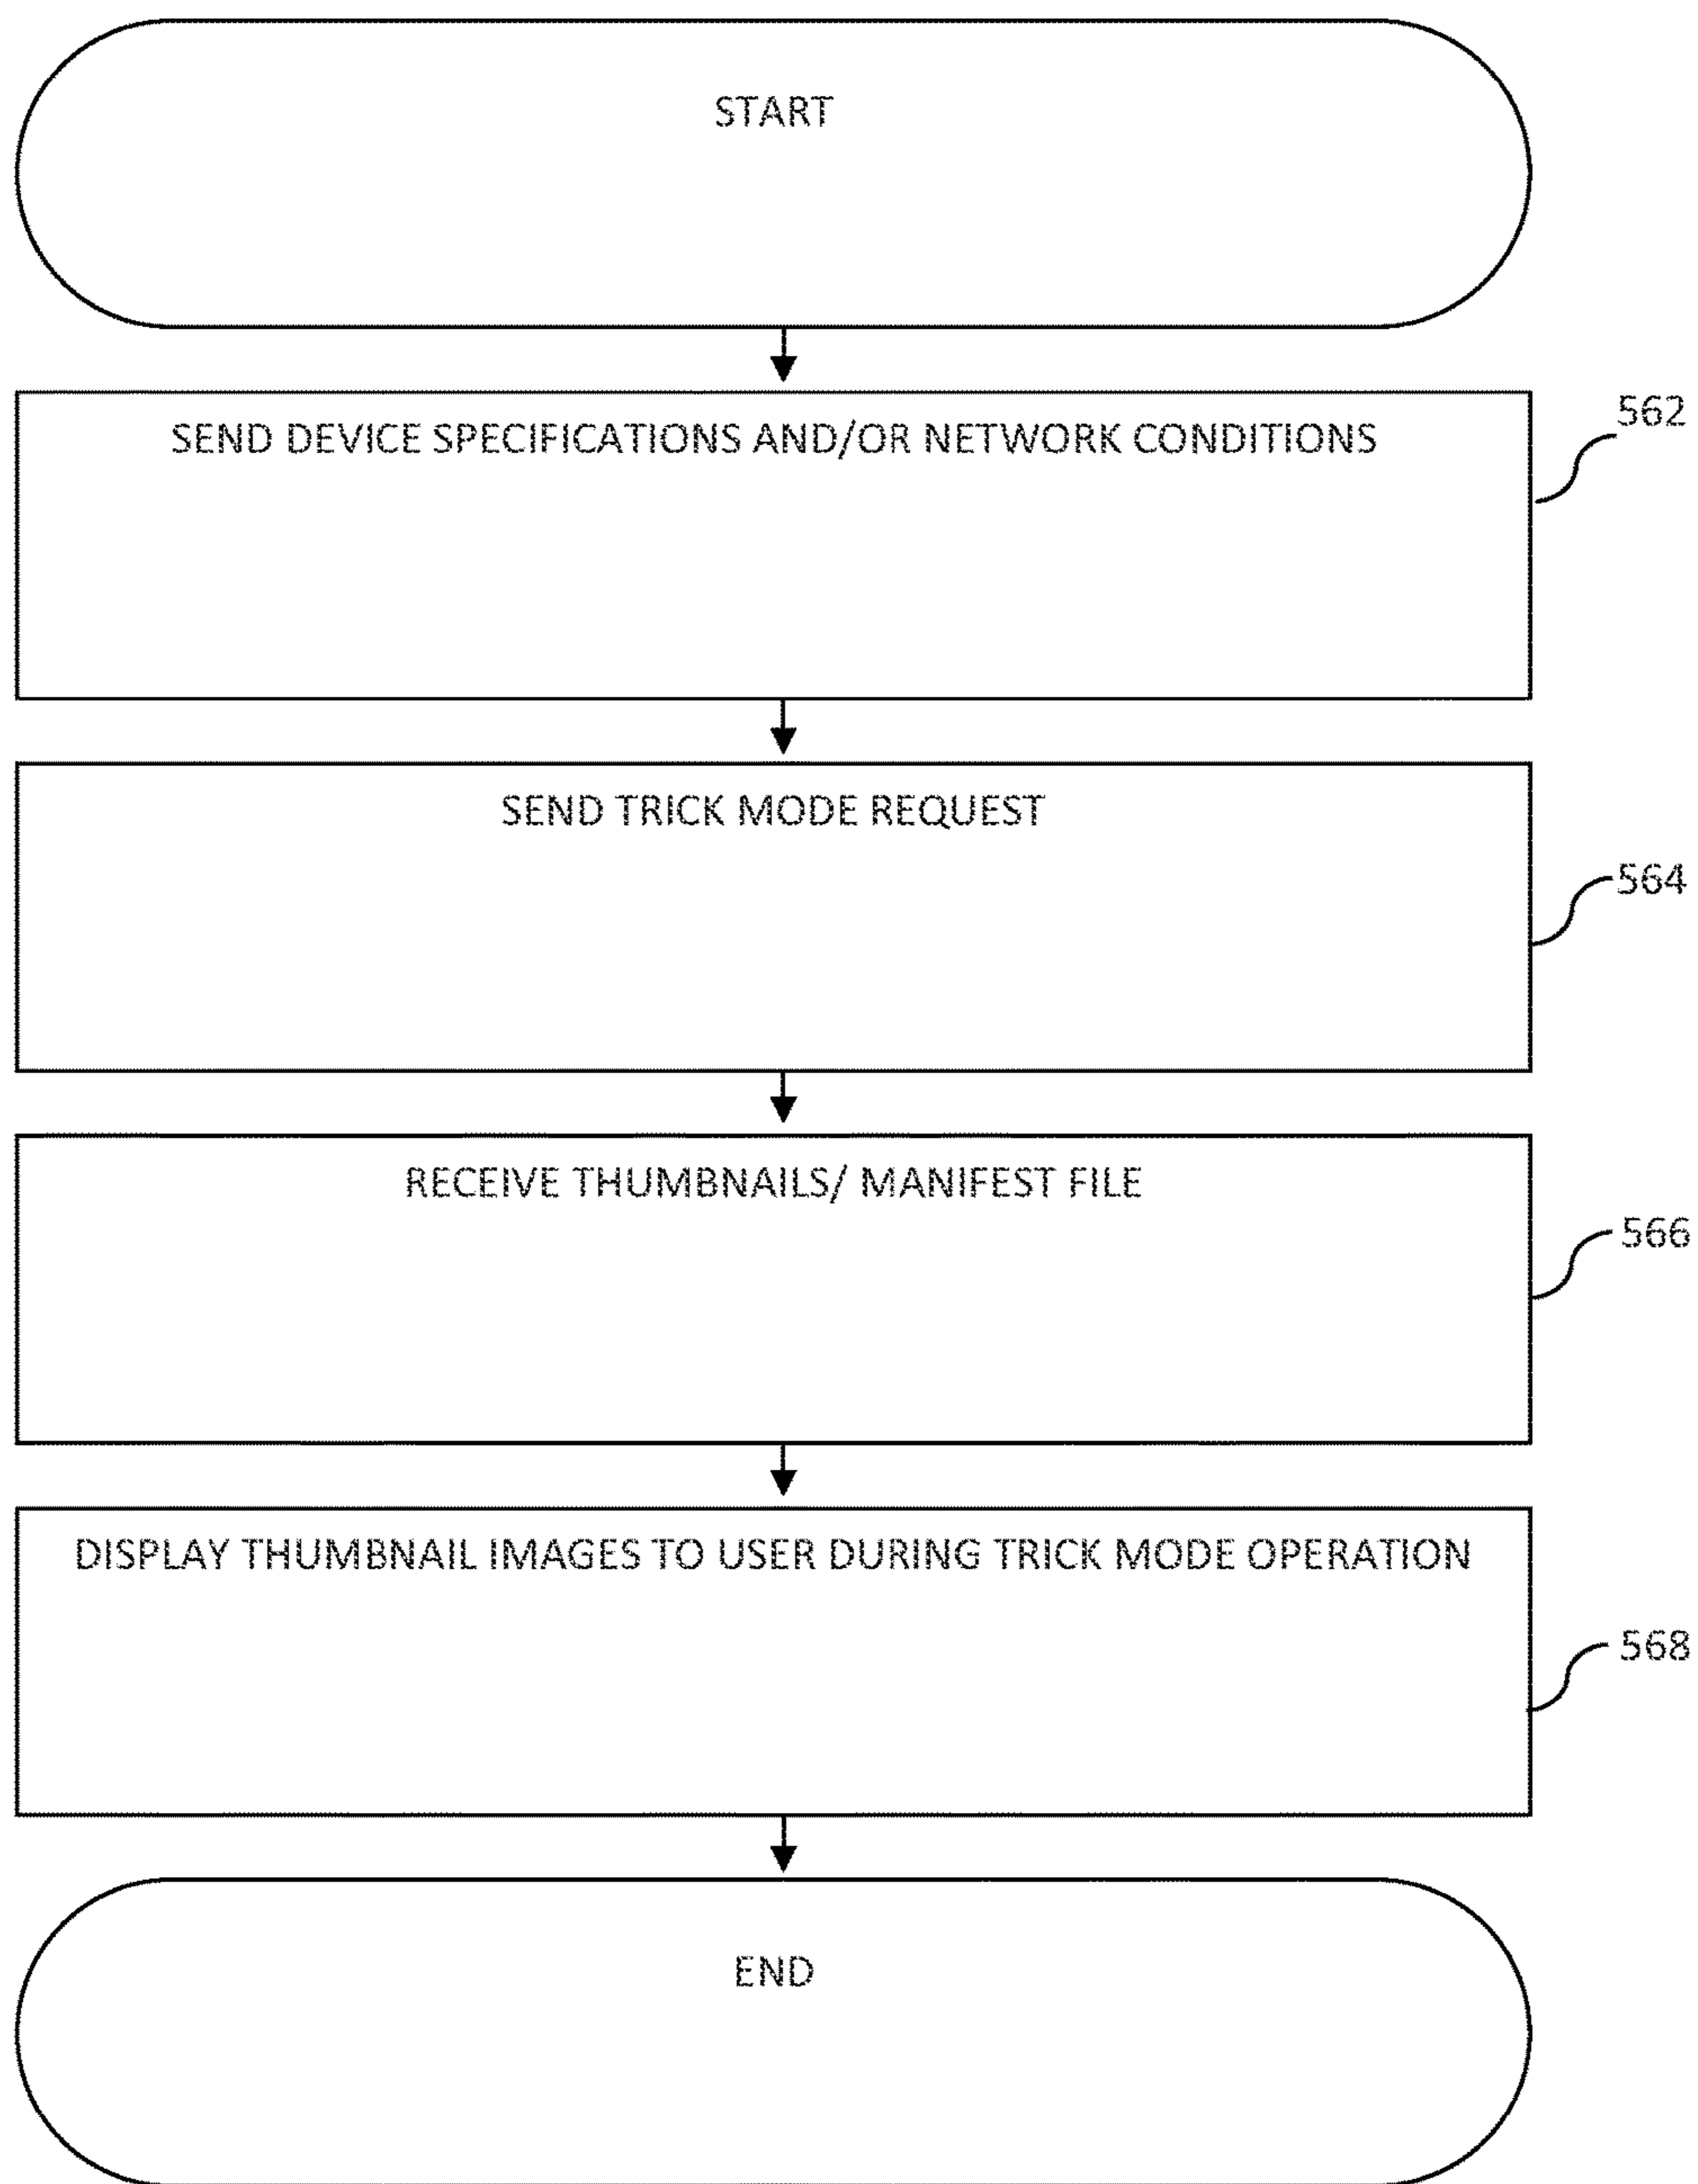 START
SEND DEVICE SPECIFICATIONS AND/OR NETWORK CONDITIONS
562
SEND TRICK MODE REQUEST
564
RECEIVE THUMBNAILS/ MANIFEST FILE
566
DISPLAY THUMBNAIL IMAGES TO USER DURING TRICK MODE OPERATION
568
END